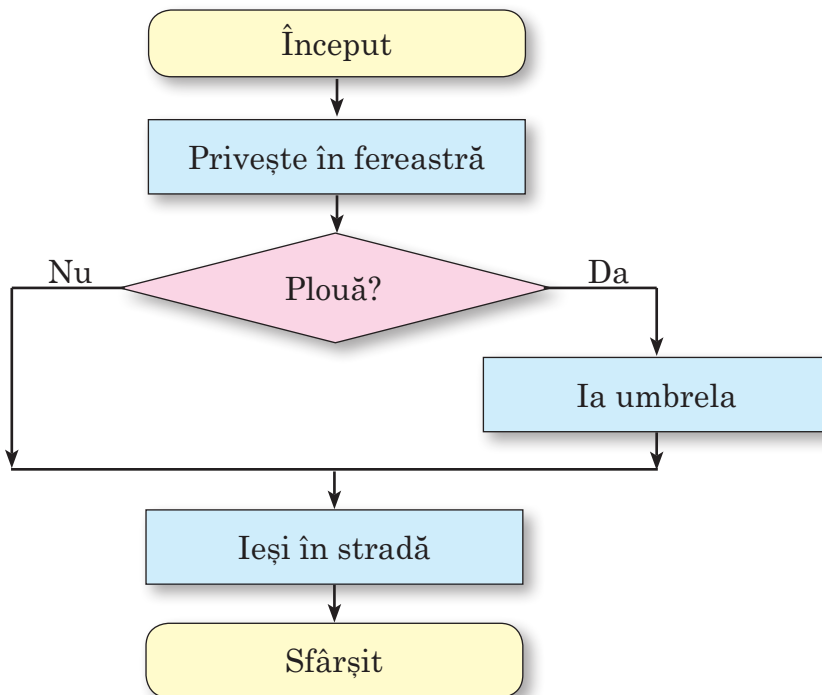 Început
Privește în fereastră
Plouă?
Nu
Da
Ia umbrela
Ieși în stradă
Sfârșit